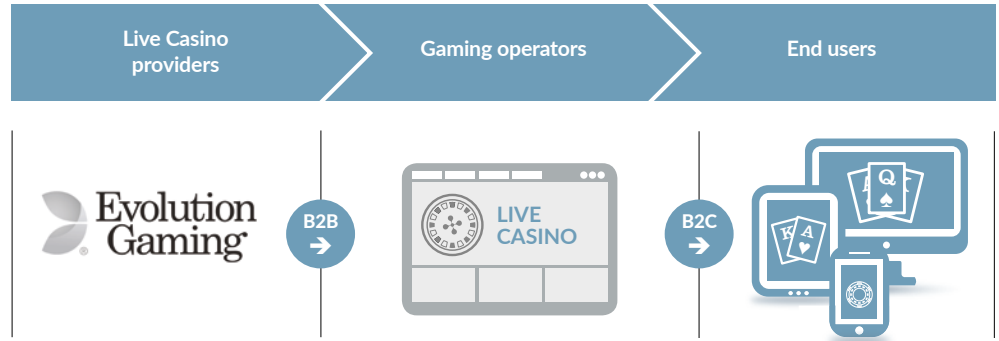 Live Casino
providers
Gaming operators
End users
Evolution
Gaming®
B2B
LIVE
CASINO
B2C
Q
K
A